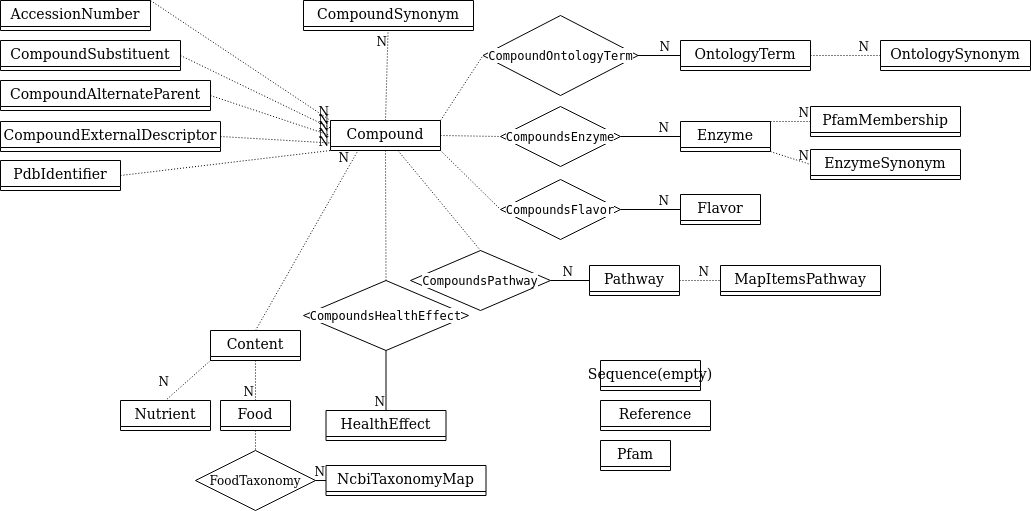 AccessionNumber
CompoundSynonym
N
CompoundSubstituent
<CompoundOntologyTerm>
N
OntologyTerm
N
OntologySynonym
CompoundAlternateParent
N
N
N
N
CompoundExternalDescriptor
Compound
<CompoundsEnzyme>
N
Enzyme
N
PfamMembership
N
EnzymeSynonym
PdbIdentifier
N
<CompoundsFlavor>
N
Flavor
<CompoundsPathway>
N
Pathway
N
MapItemsPathway
<CompoundsHealthEffect>
Content
N
N
N
Sequence(empty)
Nutrient
Food
HealthEffect
Reference
Pfam
FoodTaxonomy
N
NcbiTaxonomyMap